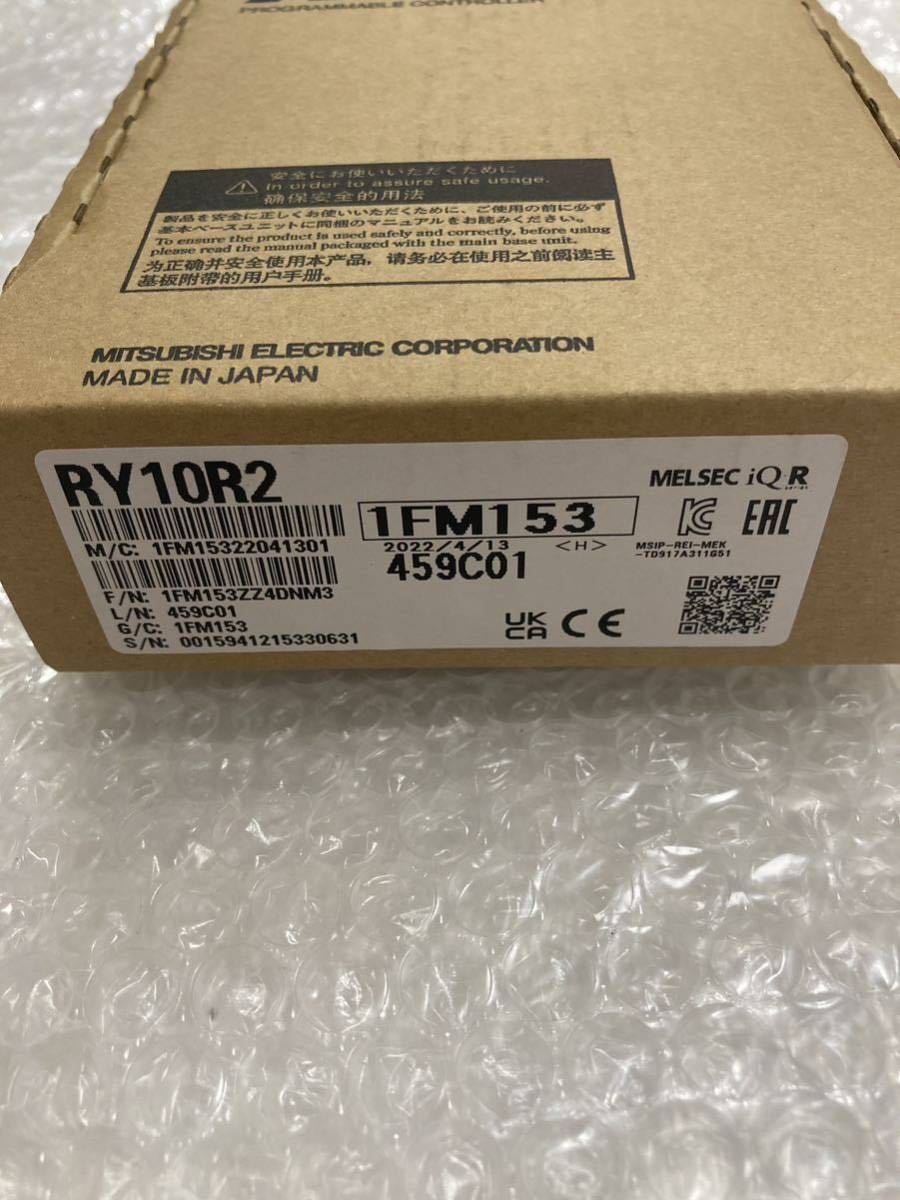 PROGRAMMABLE CONTROLLER
安全にお使いいただくために
In order to assure safe usage.
确保安全的用法
製品を安全に正しくお使いいただくために、ご使用の前に必ず
基本ベースユニットに同梱のマニュアルをお読みください。
To ensure the product is used safely and correctly, before using
please read the manual packaged with the main base unit.
为正确并安全使用本产品，请务必在使用之前阅读主
基板附带的用户手册.
MITSUBISHI ELECTRIC CORPORATION
MADE IN JAPAN
RY10R2
MELSEC iQ-R
series
1FM153
M/C: 1FM15322041301
2022/4/13 <H>
459C01
MSIP-REI-MEK
-TD917A311G51
KC
EAC
F/N: 1FM153ZZ4DNM3
L/N: 459C01
G/C: 1FM153
S/N: 0015941215330631
UK
CA
CE